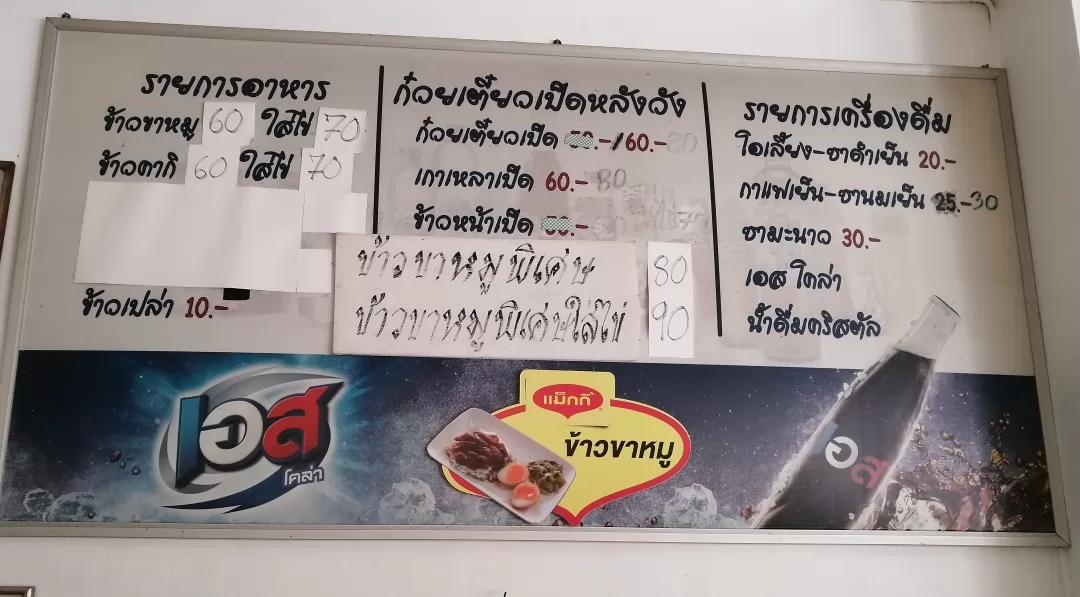 รายการอาหาร
ข้าวขาหมู 60 ใส่ไข่ 70
ข้าวคากิ 60 ใส่ไข่ 70
ข้าวเปล่า 10.-
ก๋วยเตี๋ยวเป็ดหลังวัง
ก๋วยเตี๋ยวเป็ด .-/60.- 80
เกาเหลาเป็ด 60.- 80
ข้าวหน้าเป็ด .-
ข้าวขาหมูพิเศษ 80
ข้าวขาหมูพิเศษใส่ไข่ 90
รายการเครื่องดื่ม
โอเลี้ยง-ชาดำเย็น 20.-
กาแฟเย็น-ชานมเย็น 25.-30
ชามะนาว 30.-
เอส โคล่า
น้ำดื่มคริสตัล
เอส
โคล่า
แม็กกี้
ข้าวขาหมู
เอส